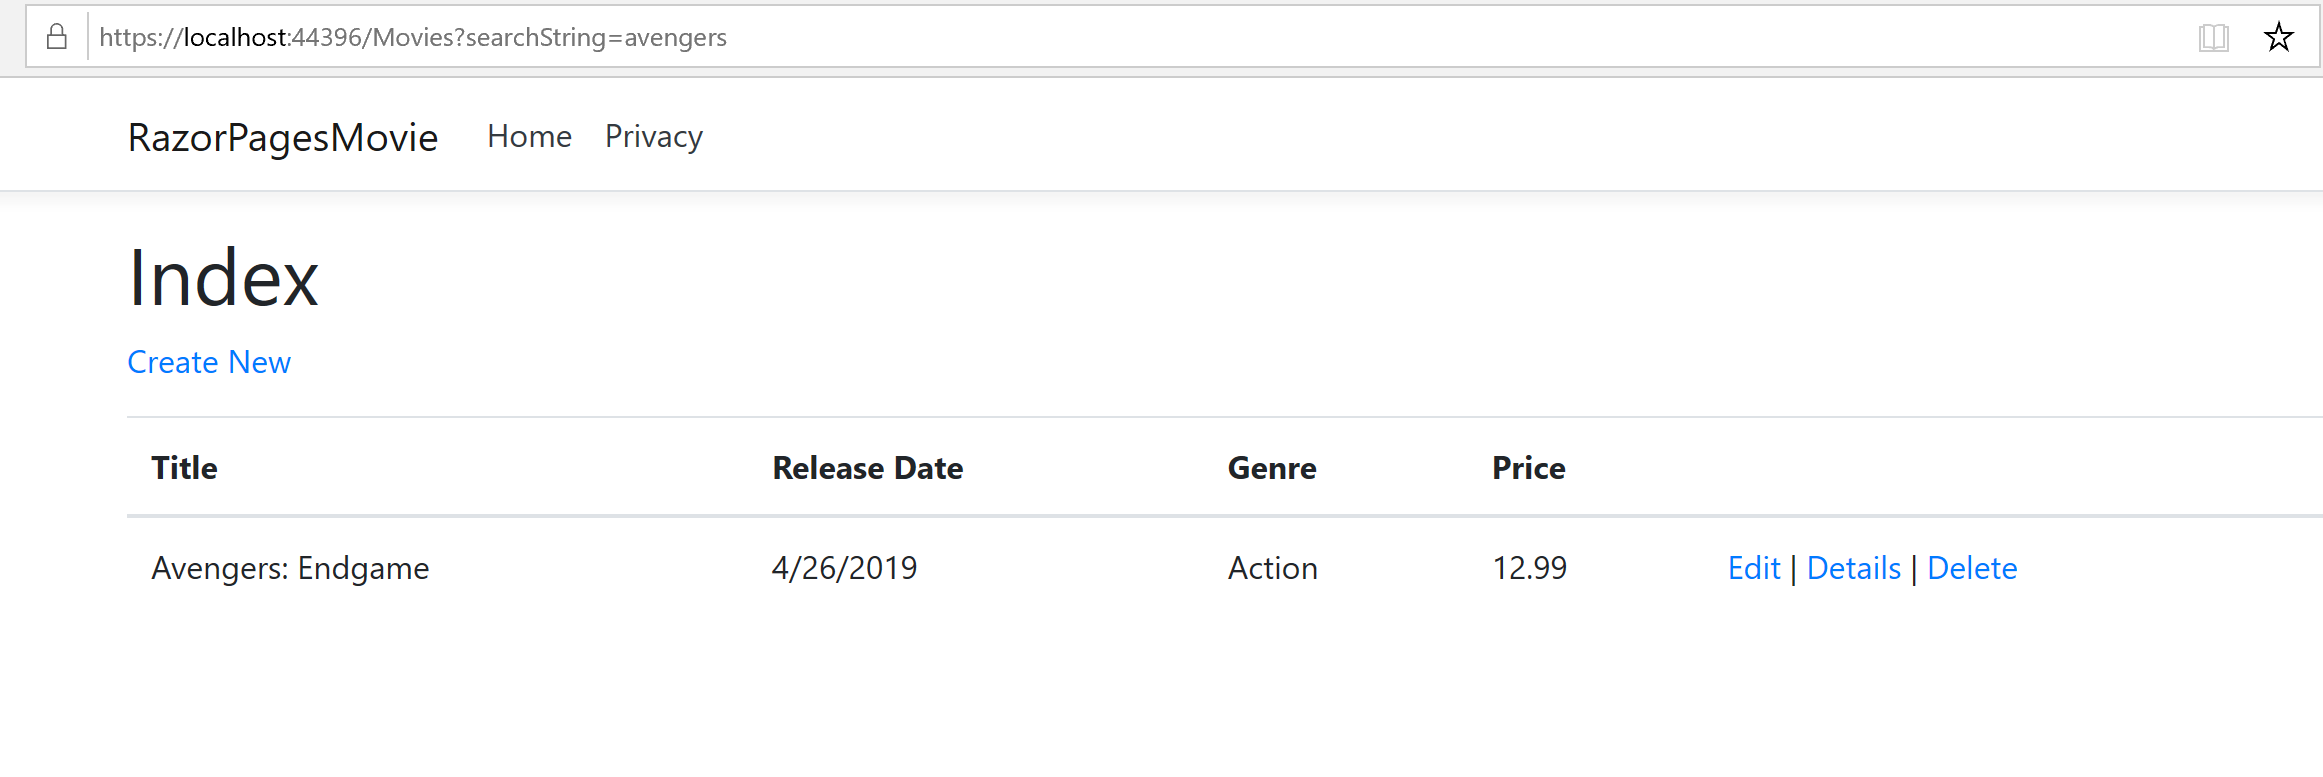 https://localhost:44396/Movies?searchString=avengers
RazorPagesMovie Home Privacy
Index
Create New
Title Release Date Genre Price
Avengers: Endgame 4/26/2019 Action 12.99 Edit | Details | Delete